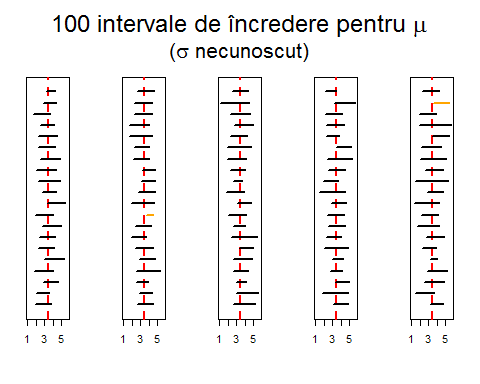 100 intervale de încredere pentru μ
(σ necunoscut)
1 3 5 1 3 5 1 3 5 1 3 5 1 3 5